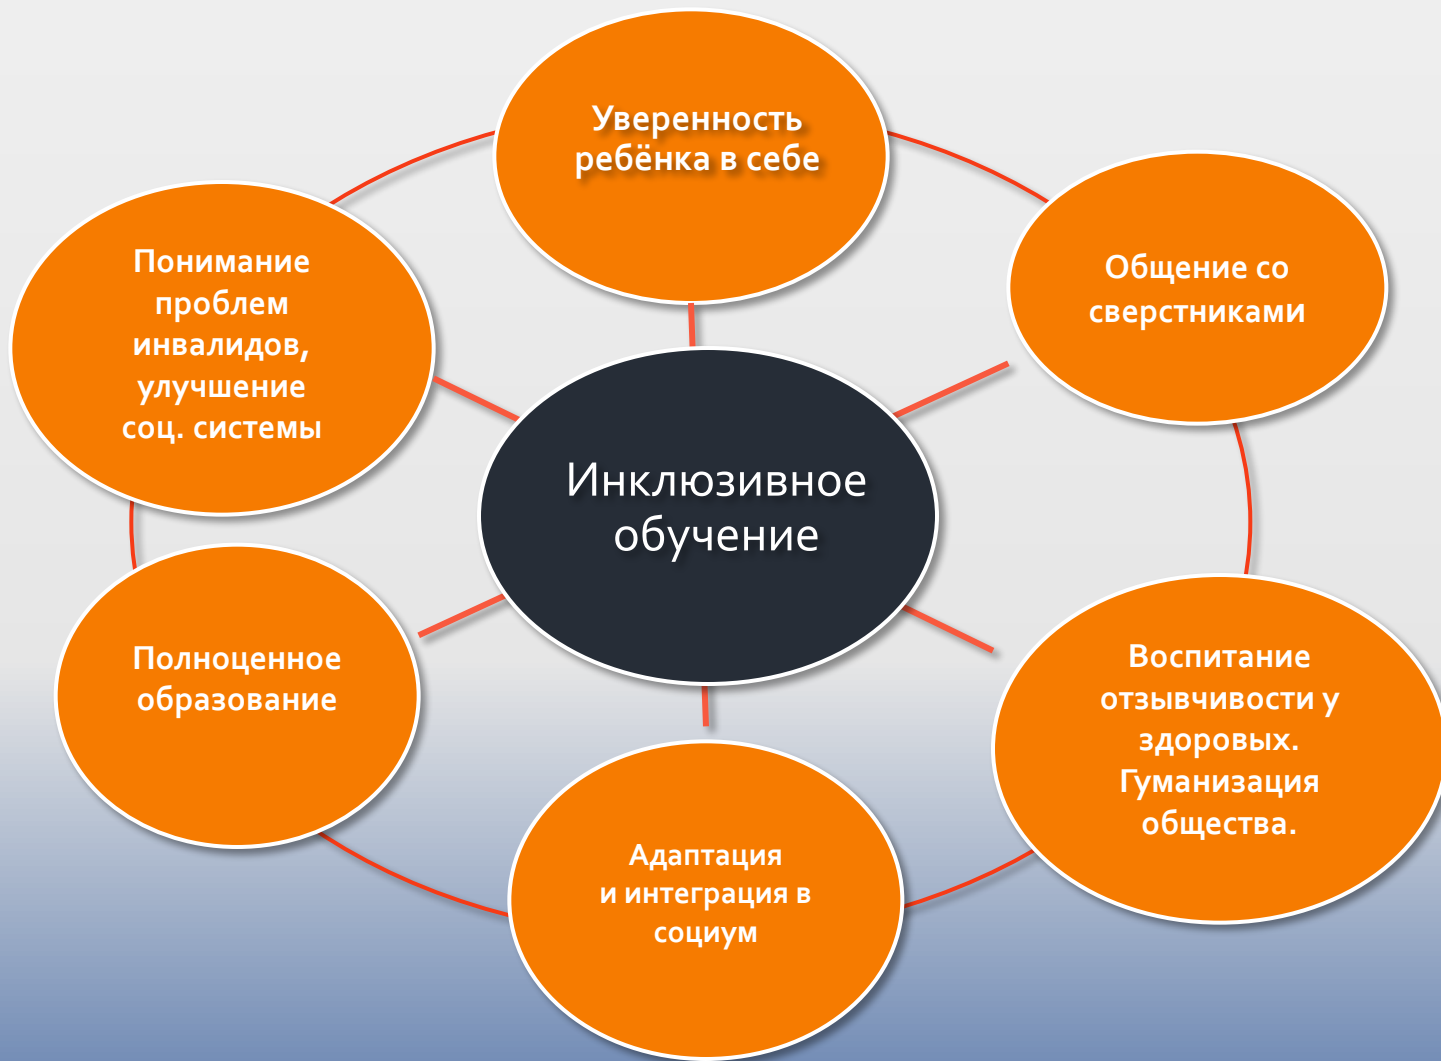 Уверенность
ребёнка в себе
Общение со
сверстниками
Понимание
проблем
инвалидов,
улучшение
соц. системы
Инклюзивное
обучение
Полноценное
образование
Воспитание
отзывчивости у
здоровых.
Гуманизация
общества.
Адаптация
и интеграция в
социум